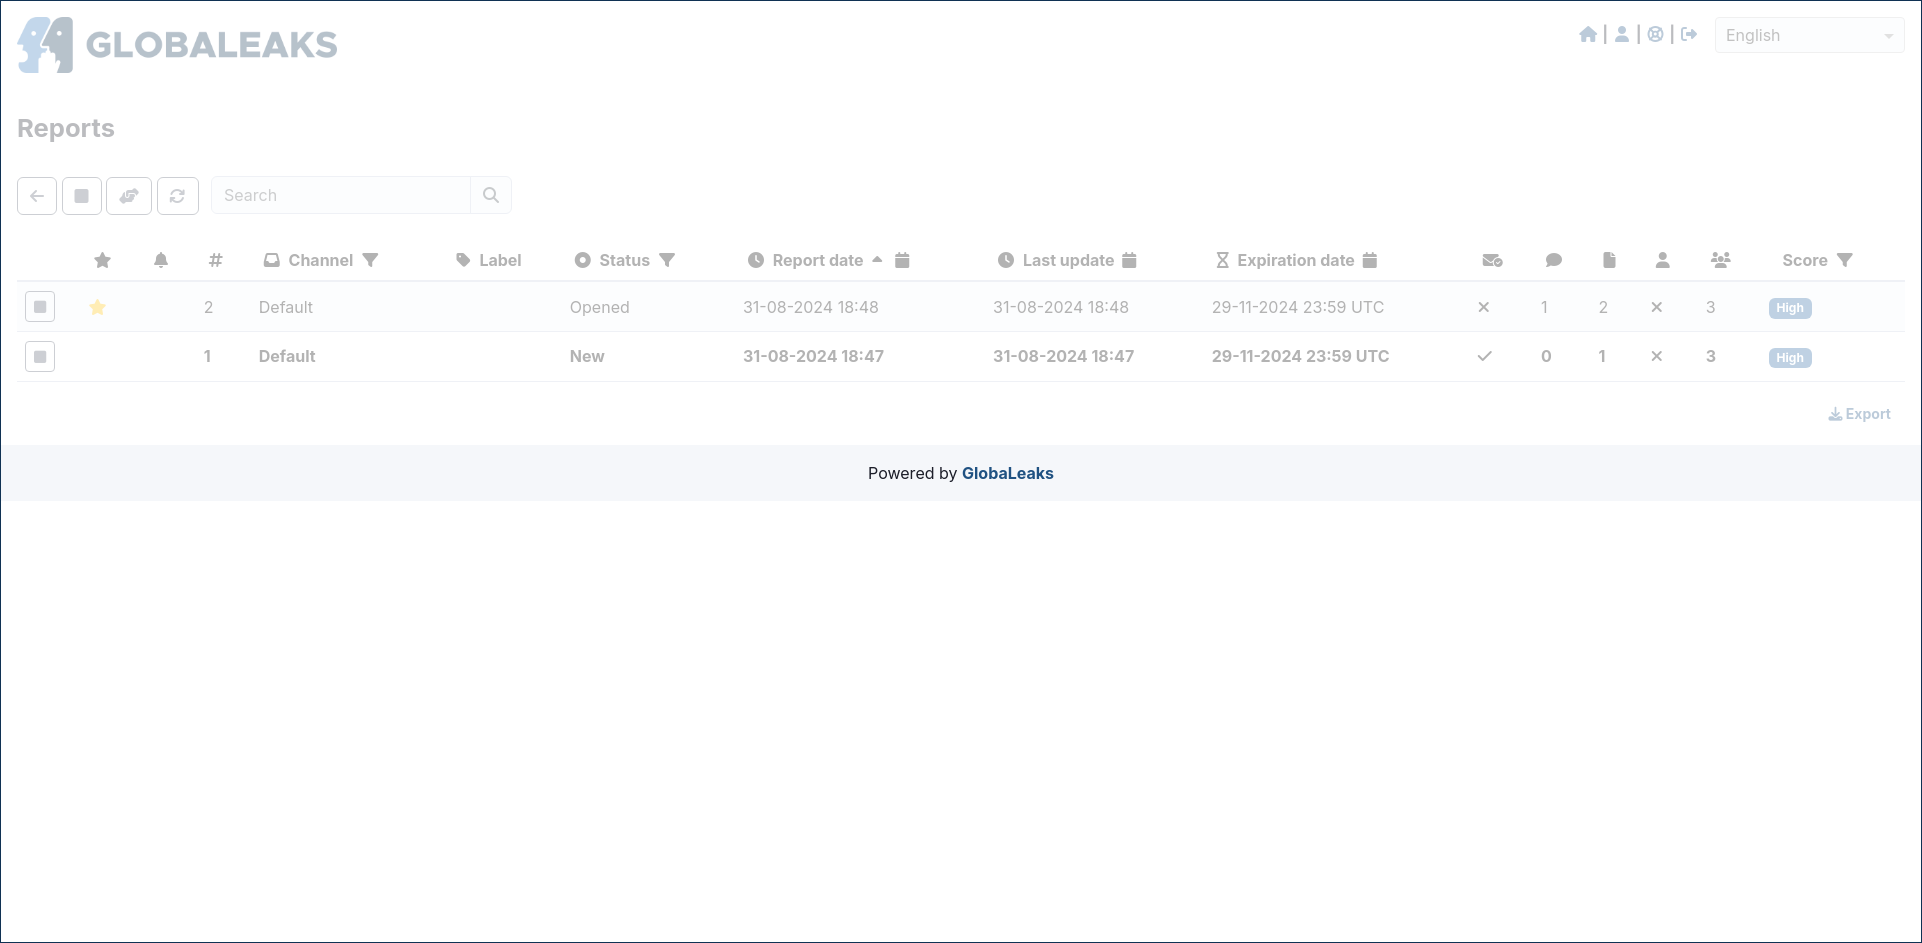 GLOBALEAKS
English
Reports
Search
# Channel Label Status Report date Last update Expiration date Score
2 Default Opened 31-08-2024 18:48 31-08-2024 18:48 29-11-2024 23:59 UTC 1 2 3 High
1 Default New 31-08-2024 18:47 31-08-2024 18:47 29-11-2024 23:59 UTC 0 1 3 High
Export
Powered by GlobaLeaks